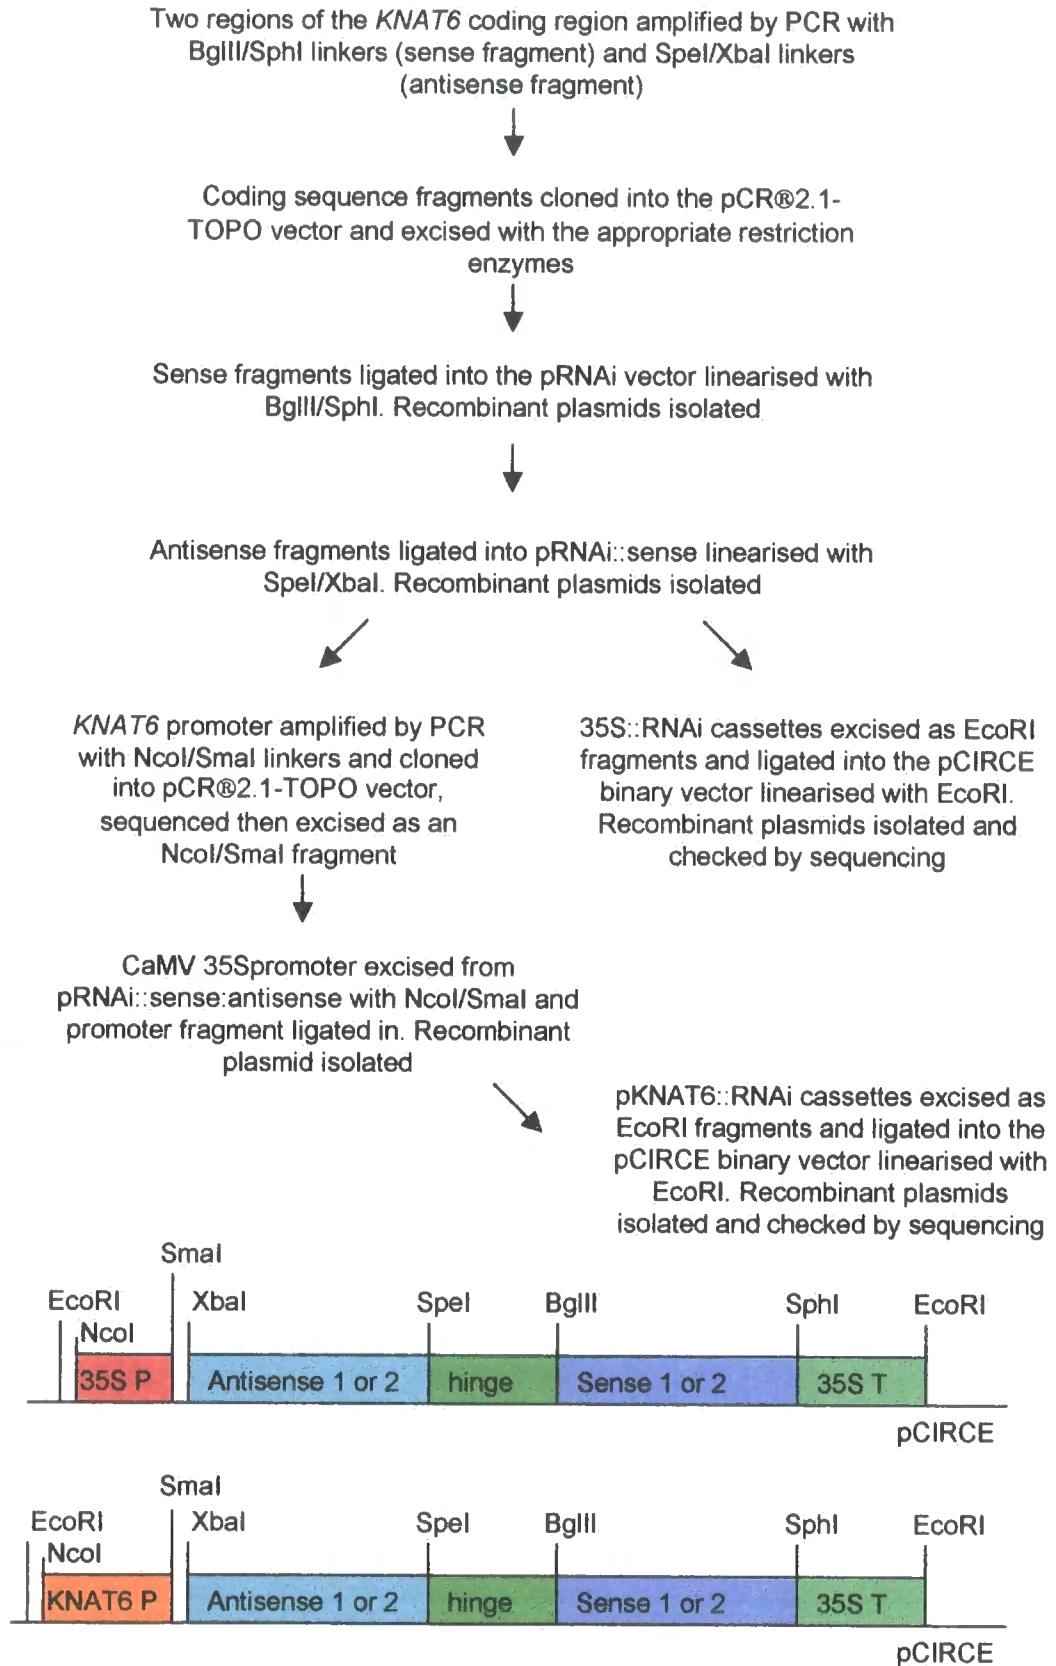 Two regions of the KNAT6 coding region amplified by PCR with
BglII/SphI linkers (sense fragment) and SpeI/XbaI linkers
(antisense fragment)
Coding sequence fragments cloned into the pCR®2.1-
TOPO vector and excised with the appropriate restriction
enzymes
Sense fragments ligated into the pRNAi vector linearised with
BglII/SphI. Recombinant plasmids isolated
Antisense fragments ligated into pRNAi::sense linearised with
SpeI/XbaI. Recombinant plasmids isolated
KNAT6 promoter amplified by PCR
with NcoI/SmaI linkers and cloned
into pCR®2.1-TOPO vector,
sequenced then excised as an
NcoI/SmaI fragment
35S::RNAi cassettes excised as EcoRI
fragments and ligated into the pCIRCE
binary vector linearised with EcoRI.
Recombinant plasmids isolated and
checked by sequencing
CaMV 35Spromoter excised from
pRNAi::sense:antisense with NcoI/SmaI and
promoter fragment ligated in. Recombinant
plasmid isolated
pKNAT6::RNAi cassettes excised as
EcoRI fragments and ligated into the
pCIRCE binary vector linearised with
EcoRI. Recombinant plasmids
isolated and checked by sequencing
SmaI
EcoRI XbaI SpeI BglII SphI EcoRI
NcoI
35S P Antisense 1 or 2 hinge Sense 1 or 2 35S T
pCIRCE
SmaI
EcoRI XbaI SpeI BglII SphI EcoRI
NcoI
KNAT6 P Antisense 1 or 2 hinge Sense 1 or 2 35S T
pCIRCE